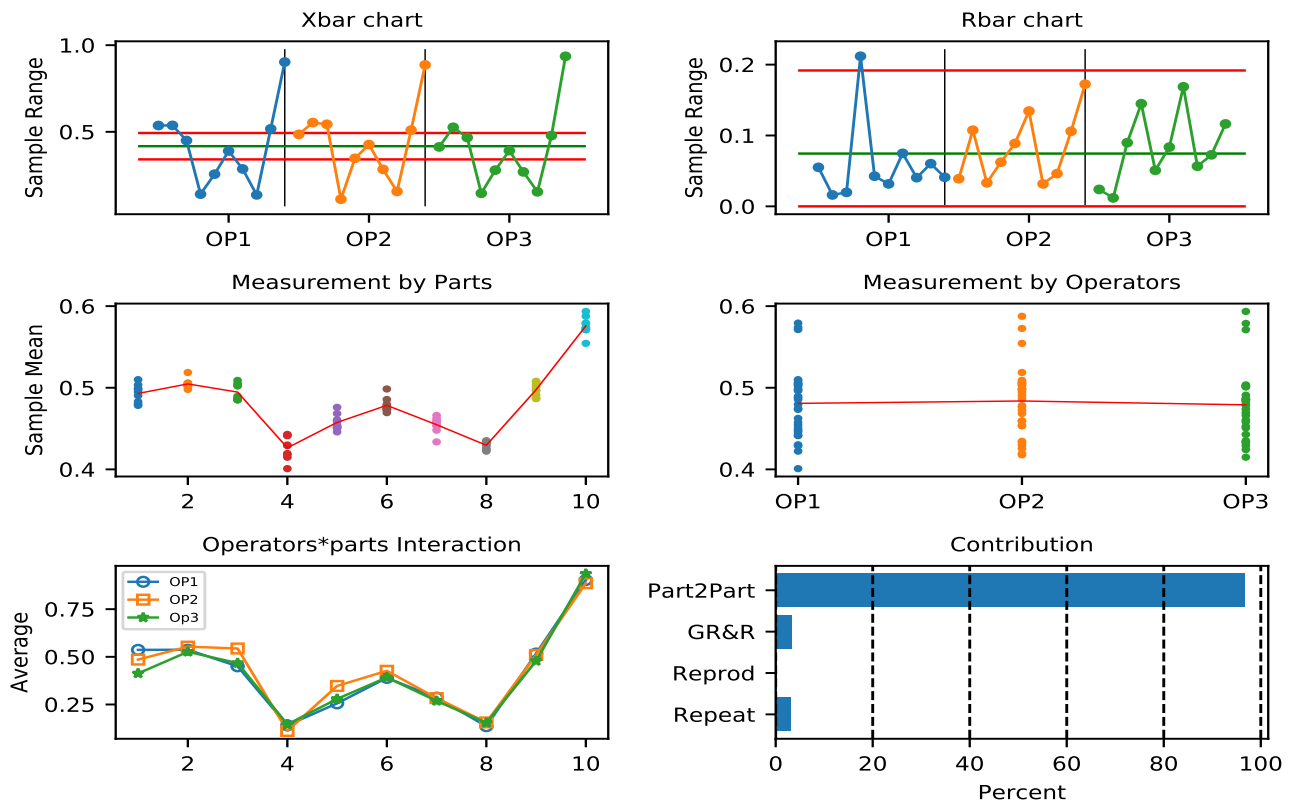 Xbar chart
Sample Range
1.0
0.5
OP1 OP2 OP3
Rbar chart
Sample Range
0.2
0.1
0.0
OP1 OP2 OP3
Measurement by Parts
Sample Mean
0.6
0.5
0.4
2 4 6 8 10
Measurement by Operators
0.6
0.5
0.4
OP1 OP2 OP3
Operators*parts Interaction
Average
0.75
0.50
0.25
OP1
OP2
Op3
2 4 6 8 10
Contribution
Part2Part
GR&R
Reprod
Repeat
0 20 40 60 80 100
Percent